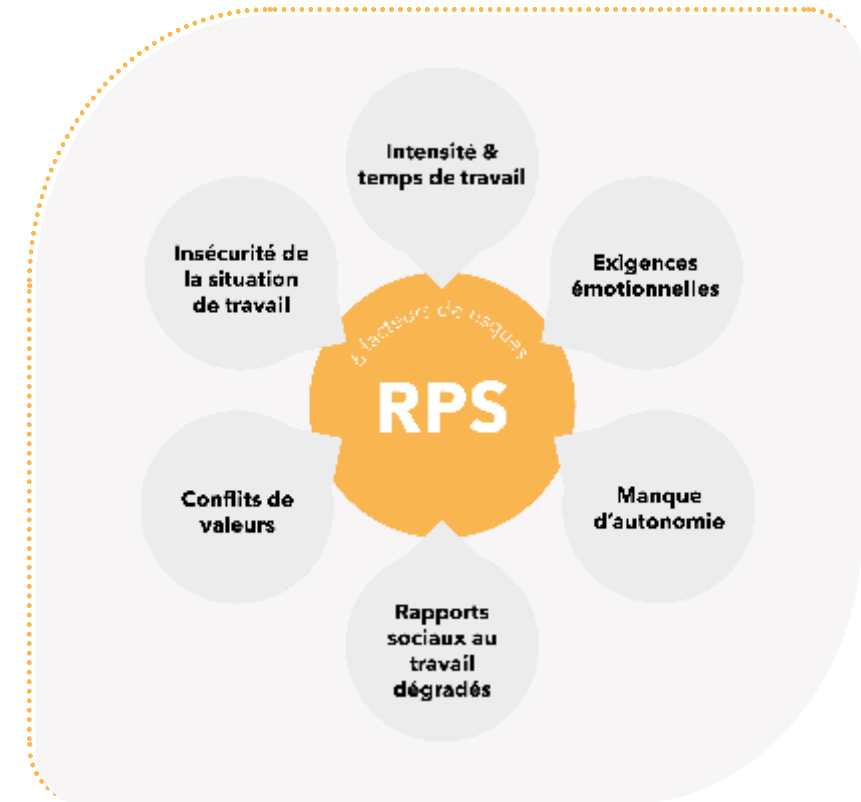 Intensité &
temps de travail
Exigences
émotionnelles
Manque
d'autonomie
Rapports
sociaux au
travail
dégradés
Conflits de
valeurs
Insécurité de
la situation
de travail
6 facteurs de risques
RPS